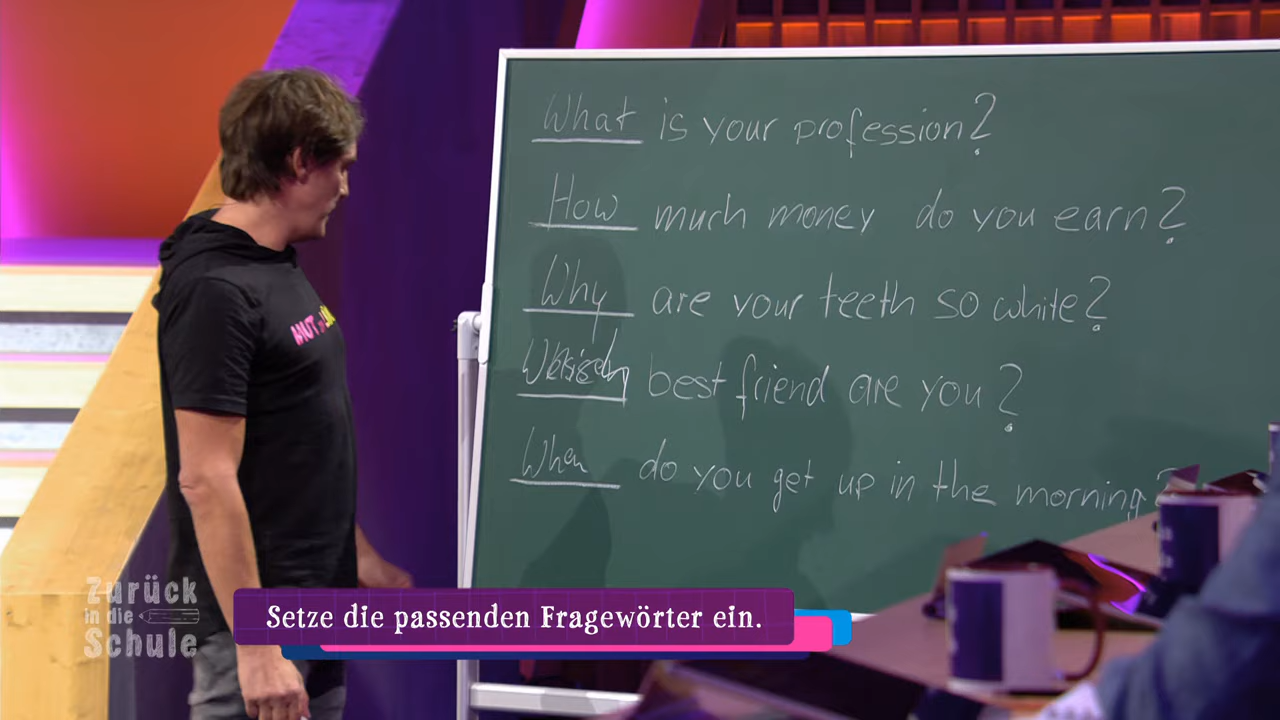 What is your profession?
How much money do you earn?
Why are your teeth so white?
best friend are you?
When do you get up in the morning?
Zurück
in die
Schule
Setze die passenden Fragewörter ein.